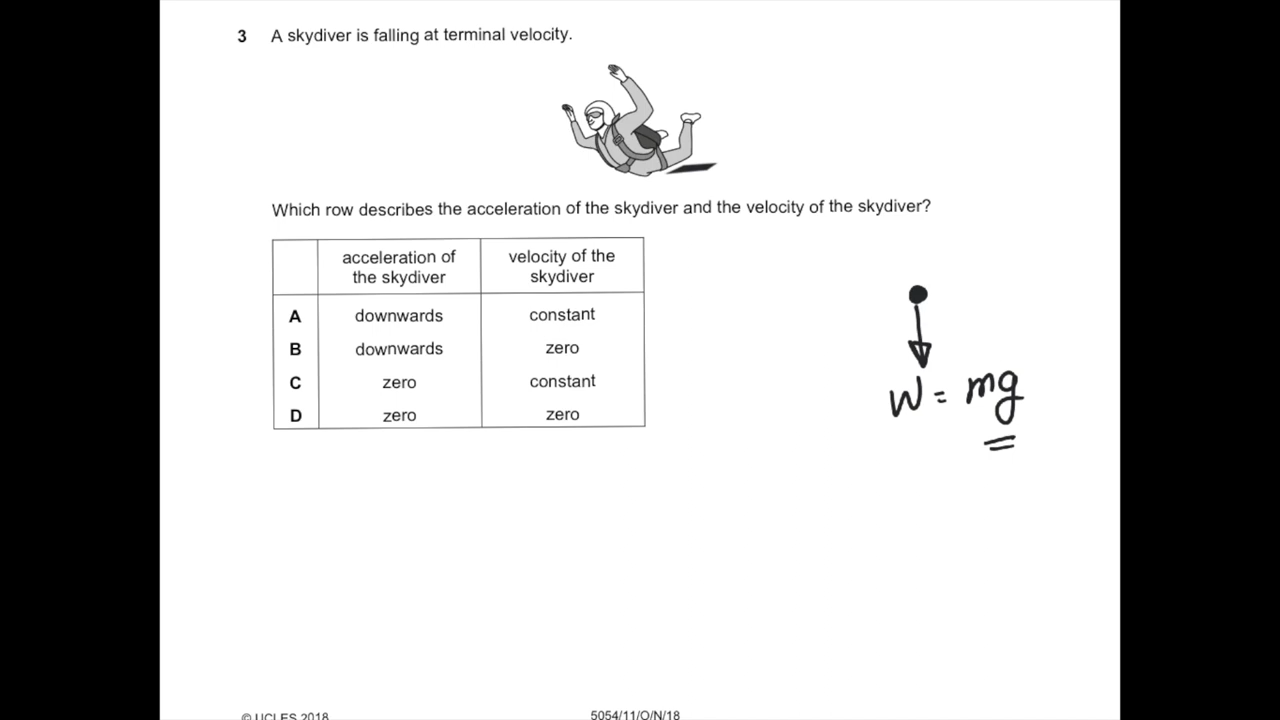 3 A skydiver is falling at terminal velocity.
Which row describes the acceleration of the skydiver and the velocity of the skydiver?
acceleration of the skydiver velocity of the skydiver
A downwards constant
B downwards zero
C zero constant
D zero zero
W = mg
© UCLES 2018 5054/11/O/N/18